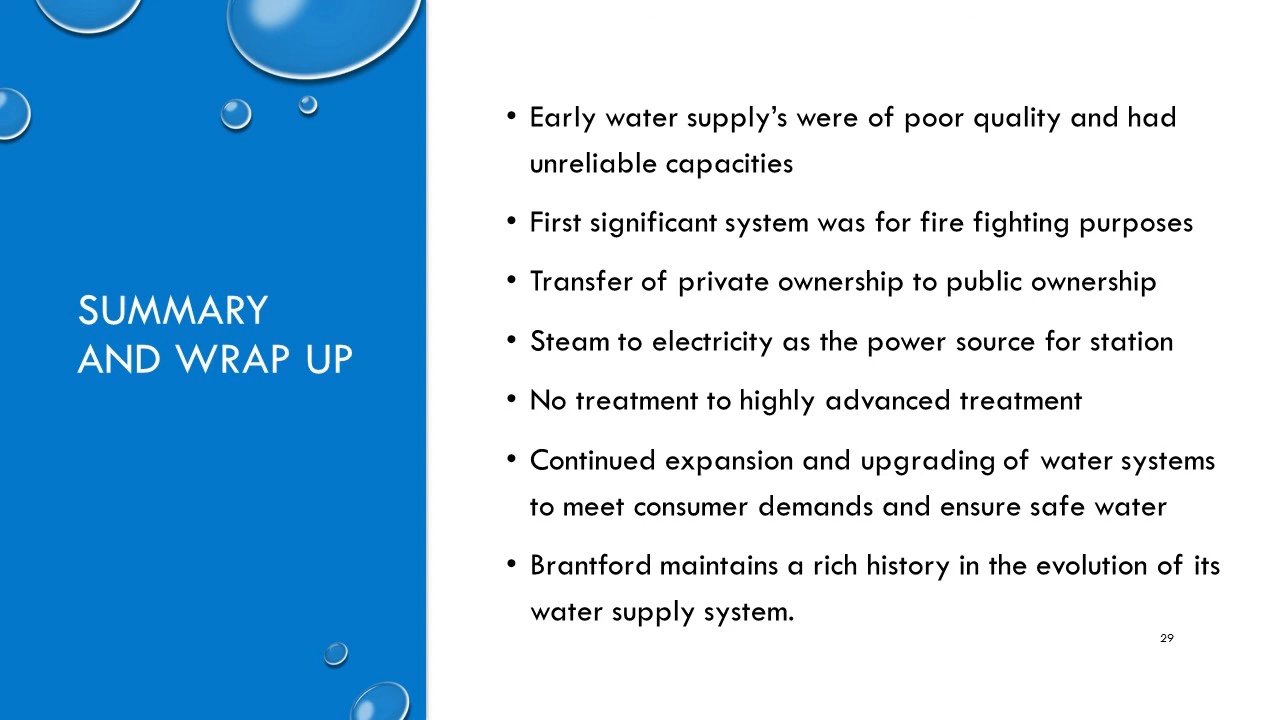 SUMMARY
AND WRAP UP
• Early water supply’s were of poor quality and had
unreliable capacities
• First significant system was for fire fighting purposes
• Transfer of private ownership to public ownership
• Steam to electricity as the power source for station
• No treatment to highly advanced treatment
• Continued expansion and upgrading of water systems
to meet consumer demands and ensure safe water
• Brantford maintains a rich history in the evolution of its
water supply system.
29